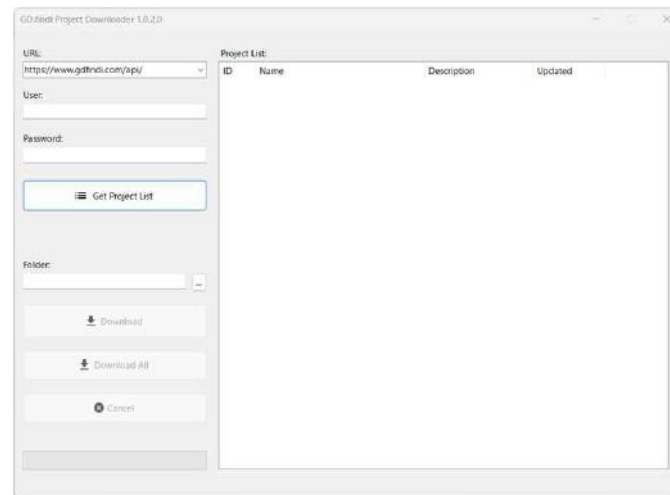 GD.findi Project Downloader 1.0.2.0
URL:
https://www.gdfindi.com/api/
User:
Password:
Get Project List
Folder:
...
Download
Download All
Cancel
Project List:
ID Name Description Updated